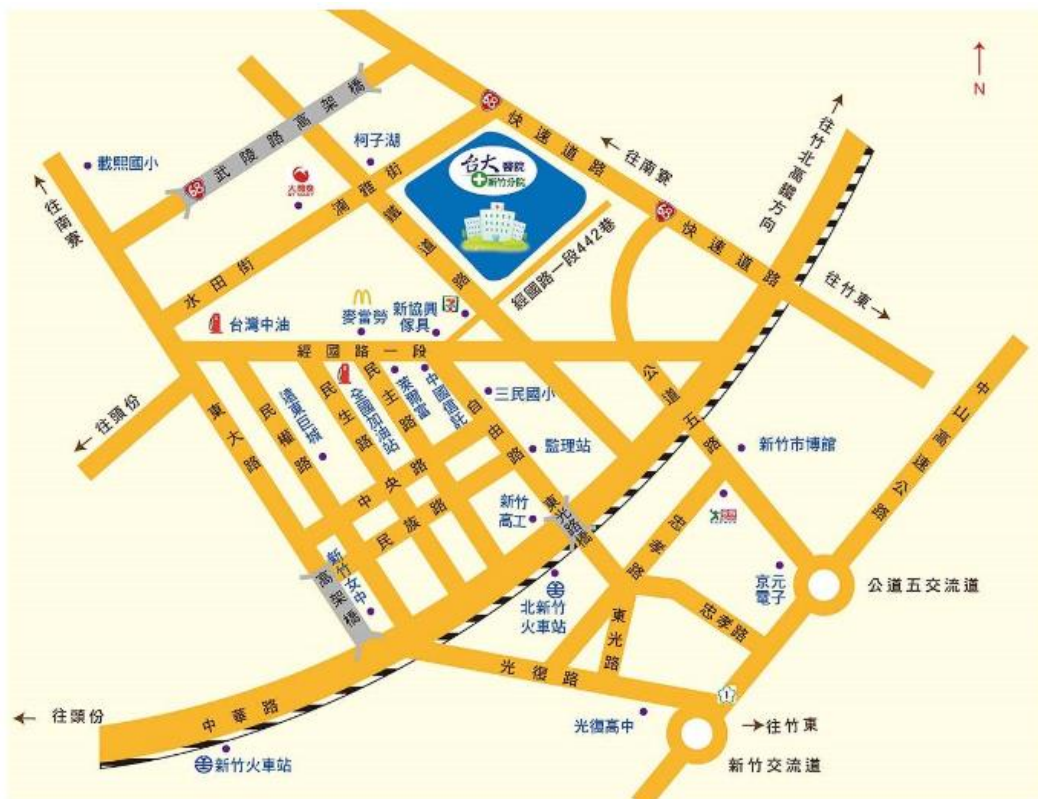 N
68
快速道路
往南寮
往竹北高鐵方向
武陵路高架橋
68
載熙國小
往南寮
柯子湖
大潤發
湳雅街
台大醫院
新竹分院
鐵道路
68
快速道路
往竹東
經國路一段442巷
水田街
台灣中油
麥當勞
新協興
傢具
經國路一段
往頭份
東大路
民權路
遠東巨城
民生路
全國加油站
民生路
萊爾富
中國信託
自由路
三民國小
監理站
中央路
民族路
新竹
高工
東光路橋
公道五路
新竹市博館
中山高速公路
忠孝路
京元
電子
公道五交流道
新竹女中
高架橋
北新竹
火車站
東光路
忠孝路
光復路
1
中華路
往頭份
光復高中
往竹東
新竹火車站
新竹交流道